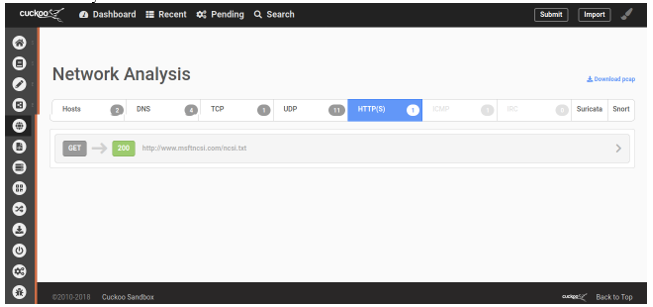 cuckoo Dashboard Recent Pending Search Submit Import
Network Analysis
Download pcap
Hosts 2 DNS 4 TCP 1 UDP 11 HTTP(S) 1 ICMP IRC 0 Suricata Snort
GET 200 http://www.msftncsi.com/ncsi.txt
©2010-2018 Cuckoo Sandbox cuckoo Back to Top